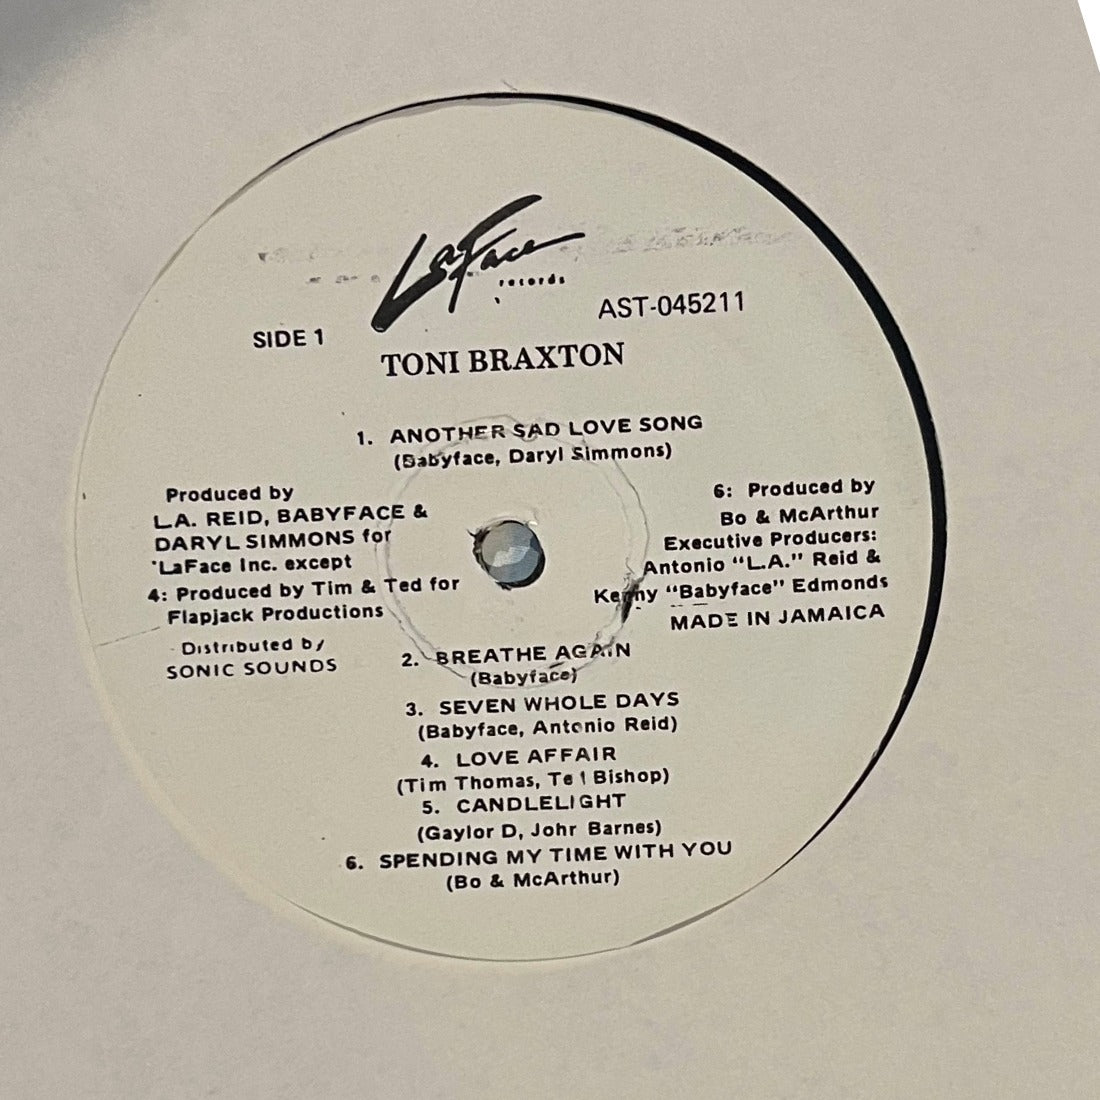 LaFace
records
SIDE 1
AST-045211
TONI BRAXTON
1. ANOTHER SAD LOVE SONG
(Babyface, Daryl Simmons)
Produced by
L.A. REID, BABYFACE &
DARYL SIMMONS for
LaFace Inc. except
4: Produced by Tim & Ted for
Flapjack Productions
Distributed by
SONIC SOUNDS
6: Produced by
Bo & McArthur
Executive Producers:
Antonio "L.A." Reid &
Kenny "Babyface" Edmonds
MADE IN JAMAICA
2. BREATHE AGAIN
(Babyface)
3. SEVEN WHOLE DAYS
(Babyface, Antonio Reid)
4. LOVE AFFAIR
(Tim Thomas, Ted Bishop)
5. CANDLELIGHT
(Gaylor D, John Barnes)
6. SPENDING MY TIME WITH YOU
(Bo & McArthur)